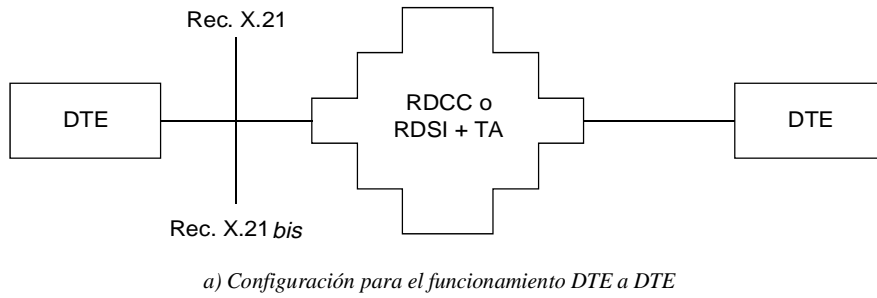 Rec. X.21
DTE
RDCC o
RDSI + TA
DTE
Rec. X.21 bis
a) Configuración para el funcionamiento DTE a DTE